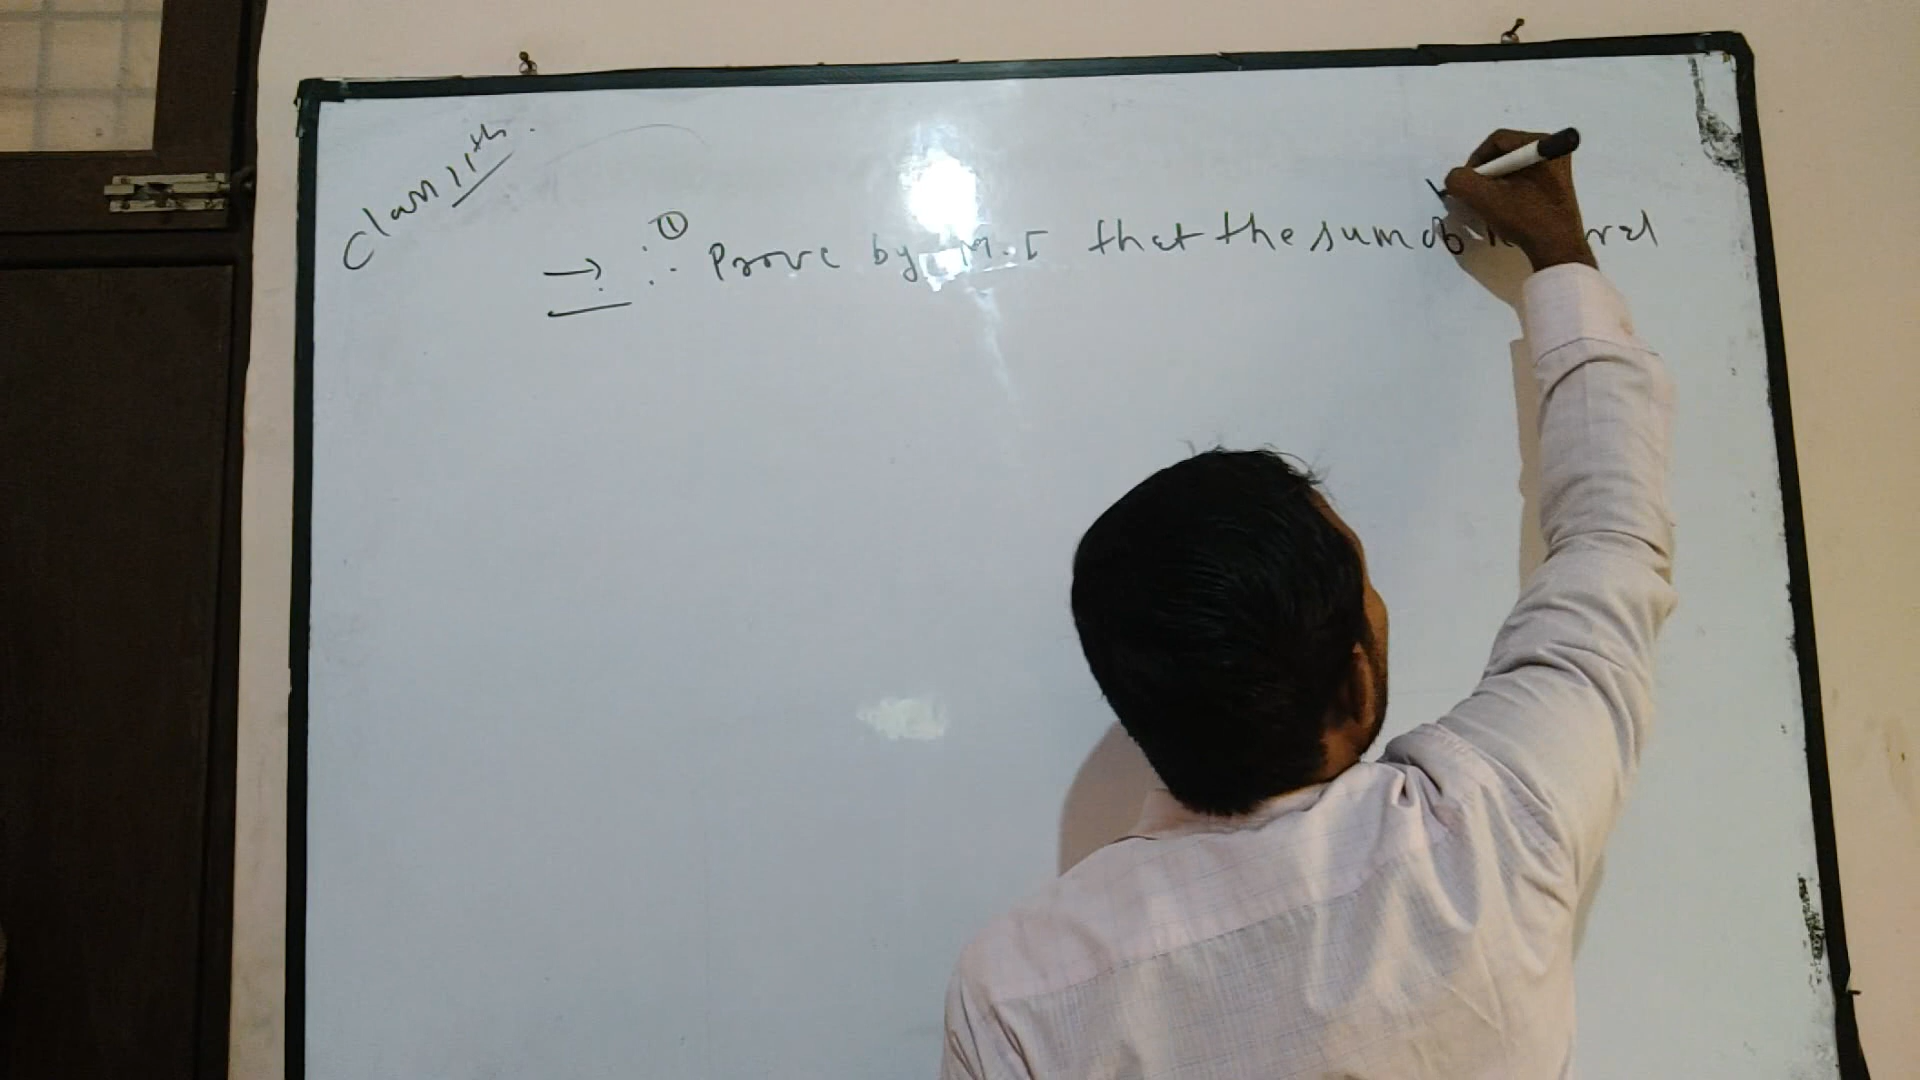 Class 11th.
→ ∴ ① Prove by M.I that the sum of